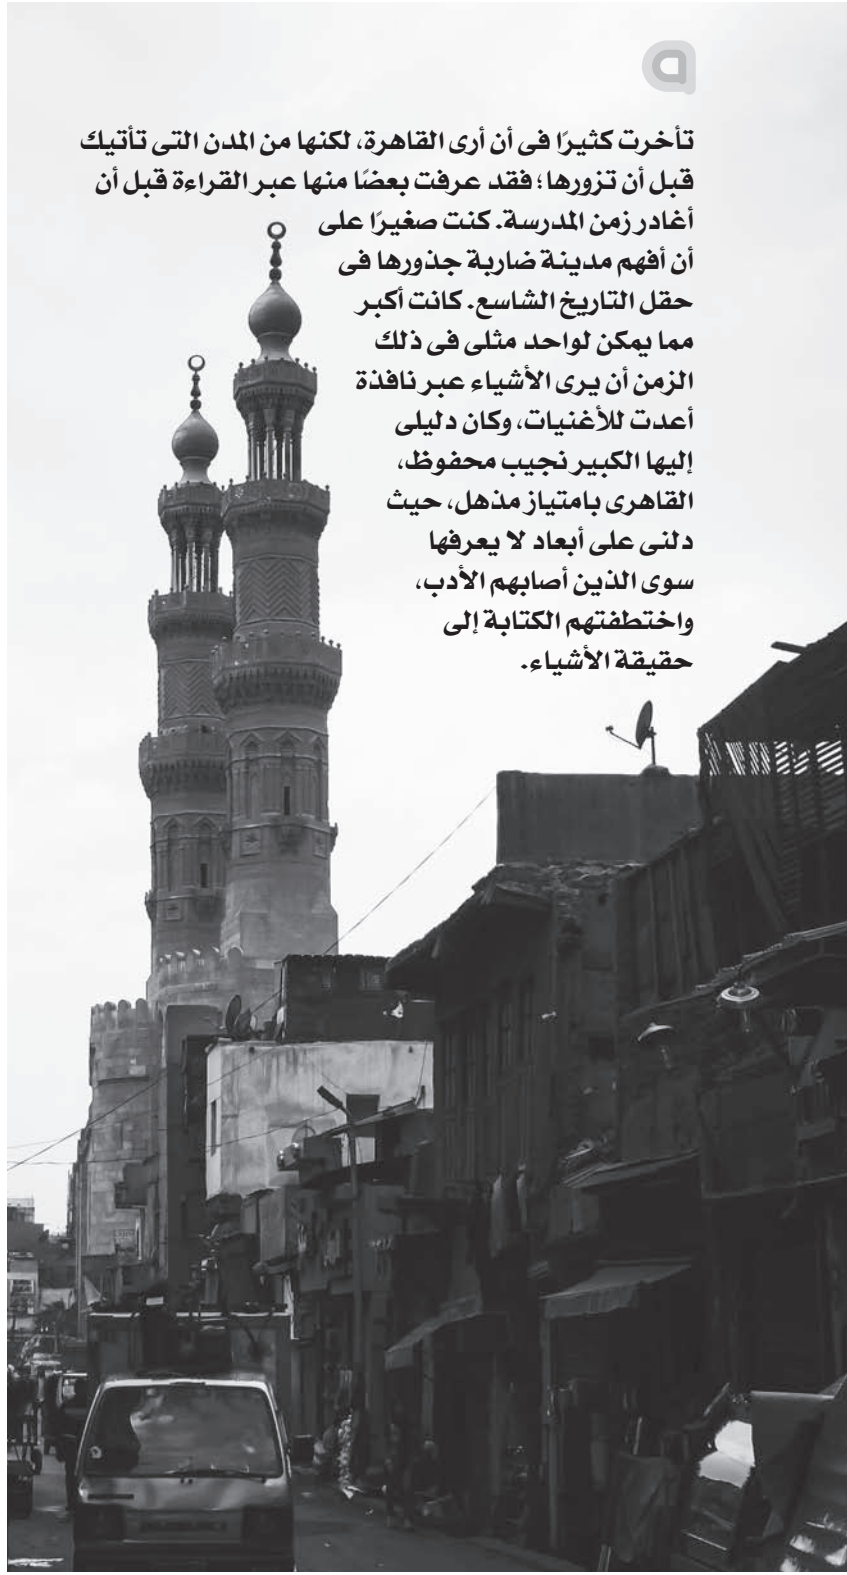 تأخرت كثيرًا فى أن أرى القاهرة، لكنها من المدن التى تأتيك
قبل أن تزورها؛ فقد عرفت بعضًا منها عبر القراءة قبل أن
أغادر زمن المدرسة. كنت صغيرًا على
أن أفهم مدينة ضاربة جذورها فى
حقل التاريخ الشاسع. كانت أكبر
مما يمكن لواحد مثلى فى ذلك
الزمن أن يرى الأشياء عبر نافذة
أعدت للأغنيات، وكان دليلى
إليها الكبير نجيب محفوظ،
القاهرى بامتياز مذهل، حيث
دلنى على أبعاد لا يعرفها
سوى الذين أصابهم الأدب،
واختطفتهم الكتابة إلى
حقيقة الأشياء.